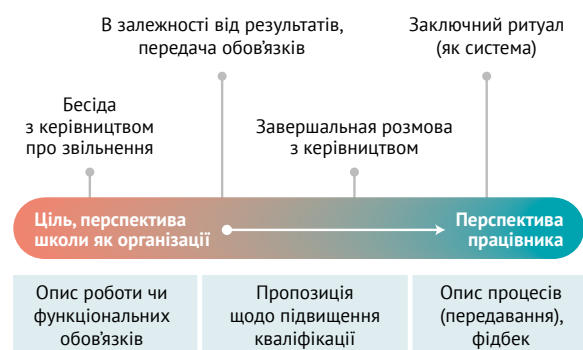 В залежності від результатів,
передача обов’язків
Заключний ритуал
(як система)
Бесіда
з керівництвом
про звільнення
Завершальная розмова
з керівництвом
Ціль, перспектива
школи як організації
Перспектива
працівника
Опис роботи чи
функціональних
обов’язків
Пропозиція
щодо підвищення
кваліфікації
Опис процесів
(передавання),
фідбек